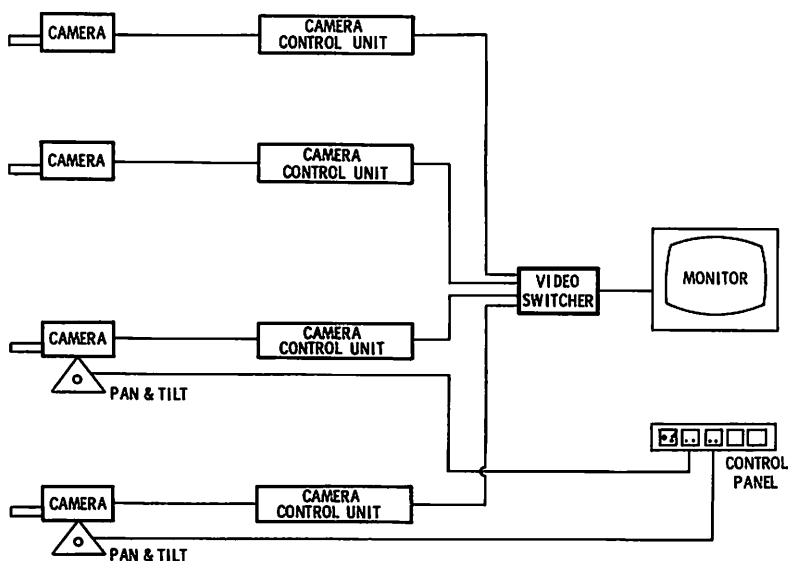 CAMERA
CAMERA
CONTROL UNIT
CAMERA
CAMERA
CONTROL UNIT
VIDEO
SWITCHER
MONITOR
CAMERA
CAMERA
CONTROL UNIT
PAN & TILT
CONTROL
PANEL
CAMERA
CAMERA
CONTROL UNIT
PAN & TILT